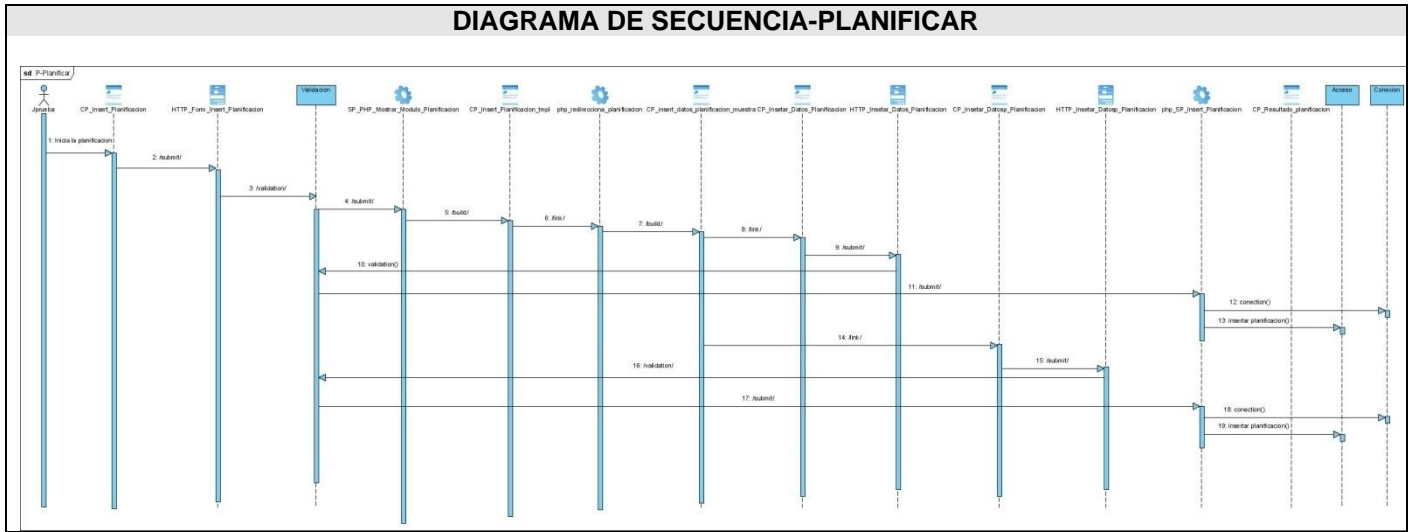 DIAGRAMA DE SECUENCIA-PLANIFICAR
sd P-Planificar
Jprueba
CP_Insert_Planificacion
HTTP_Form_Insert_Planificacion
Validacion
SP_PHP_Mostrar_Modulo_Planificacion
CP_Insert_Planificacion_tmpl
php_redirecciona_planificacion
CP_insert_datos_planificacion_muestra
CP_Insertar_Datos_Planificacion
HTTP_Insetar_Datos_Planificacion
CP_Insertar_Datosp_Planificacion
HTTP_Insetar_Datosp_Planificacion
php_SP_Insert_Planificacion
CP_Resultado_planificacion
Acceso
Conexion
1: Inicia la planificacion
2: /submit/
3: /validation/
4: /submit/
5: /build/
6: /link/
7: /build/
8: /link/
9: /submit/
10: validation()
11: /submit/
12: conection()
13: insertar planificacion()
14: /link/
15: /submit/
16: /validation/
17: /submit/
18: conection()
19: insertar planificacion()